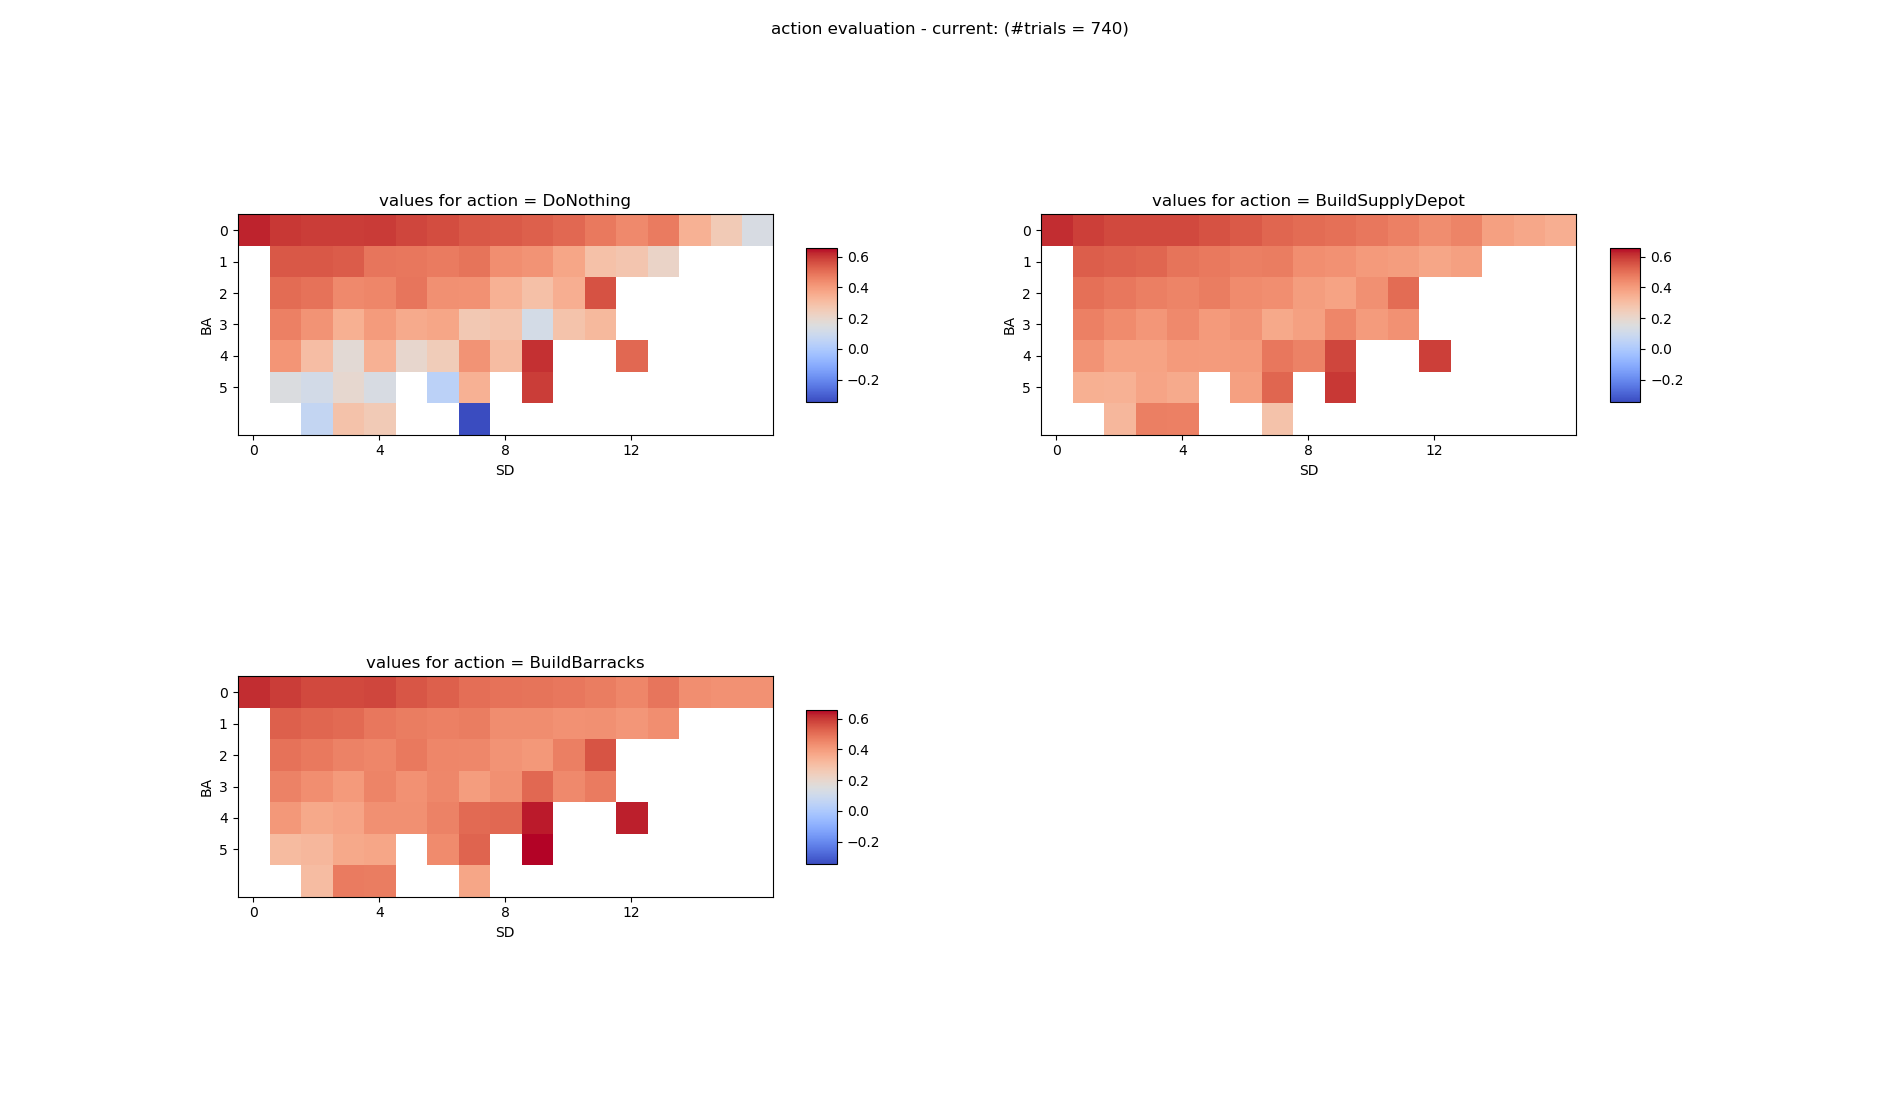 action evaluation - current: (#trials = 740)
values for action = DoNothing
0
1
2
3
4
5
BA
0 4 8 12
SD
0.6
0.4
0.2
0.0
−0.2
values for action = BuildSupplyDepot
0
1
2
3
4
5
BA
0 4 8 12
SD
0.6
0.4
0.2
0.0
−0.2
values for action = BuildBarracks
0
1
2
3
4
5
BA
0 4 8 12
SD
0.6
0.4
0.2
0.0
−0.2